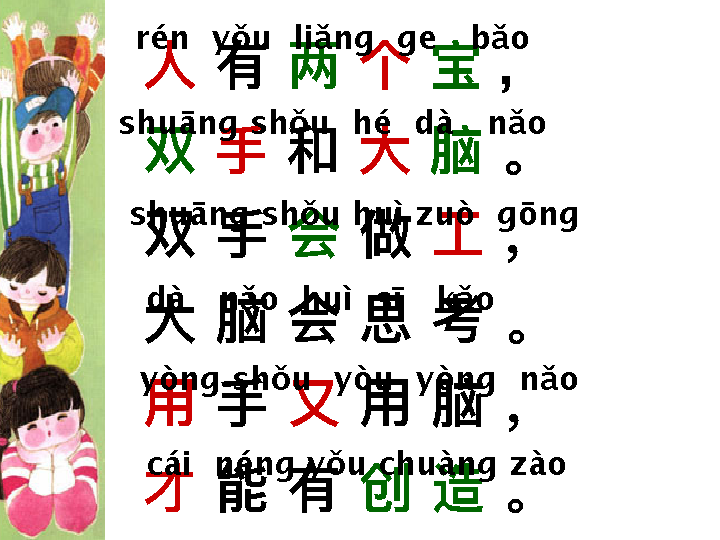 rén yǒu liǎng ge bǎo
人有两个宝，
shuāng shǒu hé dà nǎo
双手和大脑。
shuāng shǒu huì zuò gōng
双手会做工，
dà nǎo huì sī kǎo
大脑会思考。
yòng shǒu yòu yòng nǎo
用手又用脑，
cái néng yǒu chuàng zào
才能有创造。